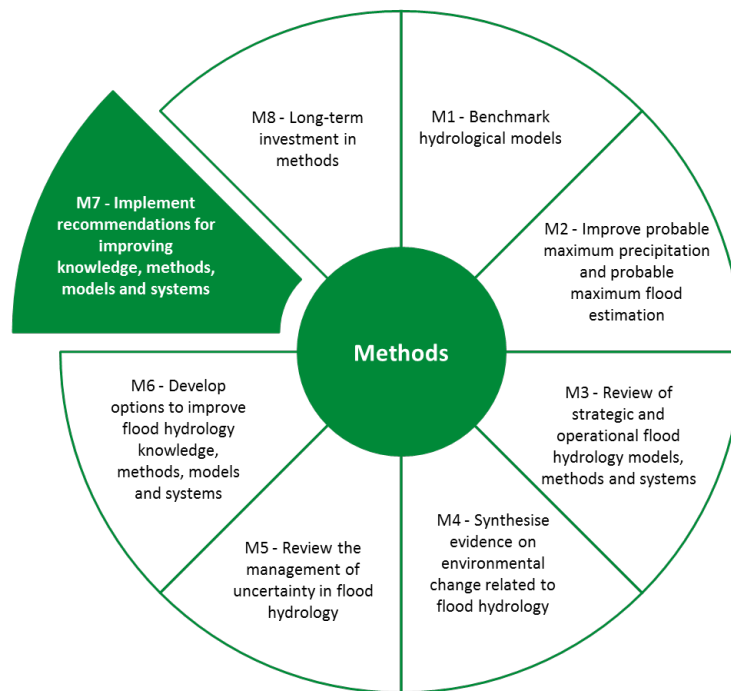 M8 - Long-term
investment in
methods
M1 - Benchmark
hydrological models
M7 - Implement
recommendations for
improving
knowledge, methods,
models and systems
M2 - Improve probable
maximum precipitation
and probable
maximum flood
estimation
Methods
M6 - Develop
options to improve
flood hydrology
knowledge,
methods, models
and systems
M3 - Review of
strategic and
operational flood
hydrology models,
methods and systems
M5 - Review the
management of
uncertainty in flood
hydrology
M4 - Synthesise
evidence on
environmental
change related to
flood hydrology